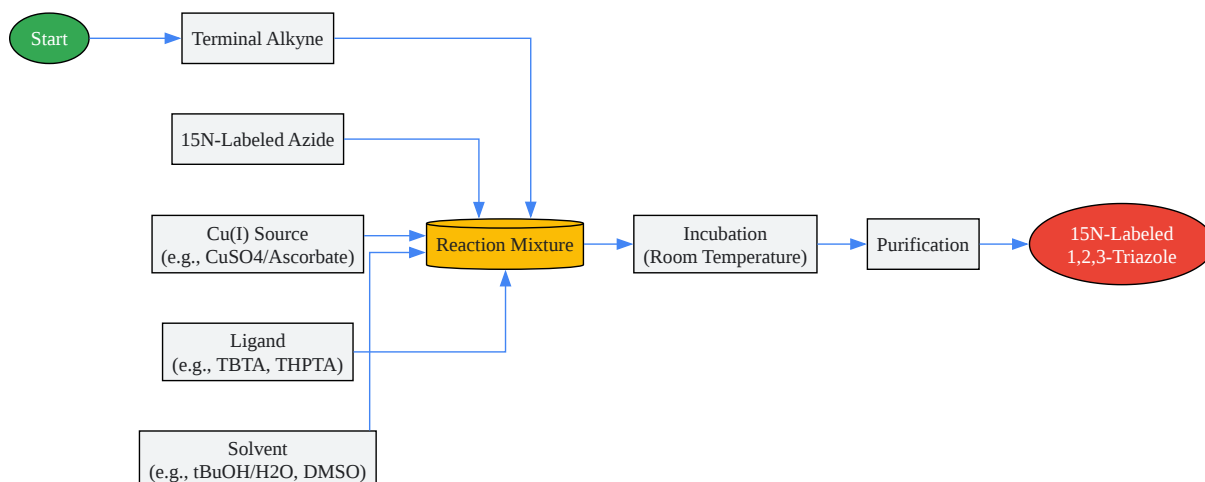 Start
Terminal Alkyne
15N-Labeled Azide
Cu(I) Source
(e.g., CuSO4/Ascorbate)
Reaction Mixture
Incubation
(Room Temperature)
Purification
15N-Labeled
1,2,3-Triazole
Ligand
(e.g., TBTA, THPTA)
Solvent
(e.g., tBuOH/H2O, DMSO)